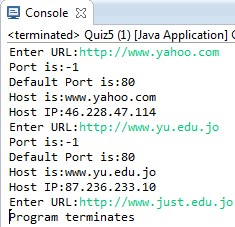 Console
<terminated> Quiz5 (1) [Java Application] C:
Enter URL:http://www.yahoo.com
Port is:-1
Default Port is:80
Host is:www.yahoo.com
Host IP:46.228.47.114
Enter URL:http://www.yu.edu.jo
Port is:-1
Default Port is:80
Host is:www.yu.edu.jo
Host IP:87.236.233.10
Enter URL:http://www.just.edu.jo
Program terminates